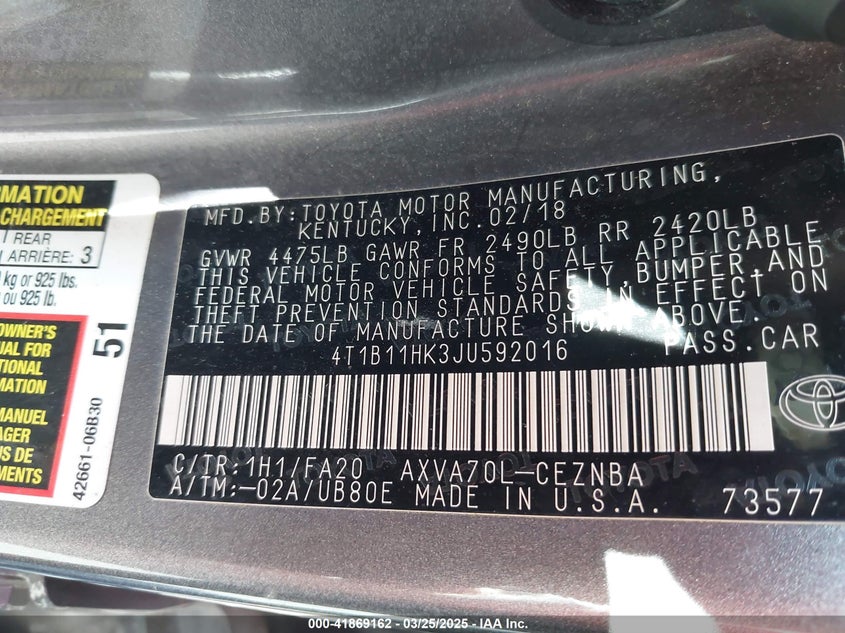 RMATION
CHARGEMENT
REAR
ARRIÈRE: 3
kg or 925 lbs.
ou 925 lb.
OWNER'S
UAL FOR
TIONAL
RMATION
MANUEL
AGER
US DE
51
42661-06B30
MFD.BY:TOYOTA MOTOR MANUFACTURING,
KENTUCKY,INC.02/18
GVWR 4475LB GAWR FR 2490LB RR 2420LB
THIS VEHICLE CONFORMS TO ALL APPLICABLE
FEDERAL MOTOR VEHICLE SAFETY,BUMPER,AND
THEFT PREVENTION STANDARDS IN EFFECT ON
THE DATE OF MANUFACTURE SHOWN ABOVE.
4T1B11HK3JU592016 PASS.CAR
C/TR:1H1/FA20 AXVA70L-CEZNBA
A/TM:-02A/UB80E MADE IN U.S.A. 73577
000-41869162 - 03/25/2025 - IAA Inc.